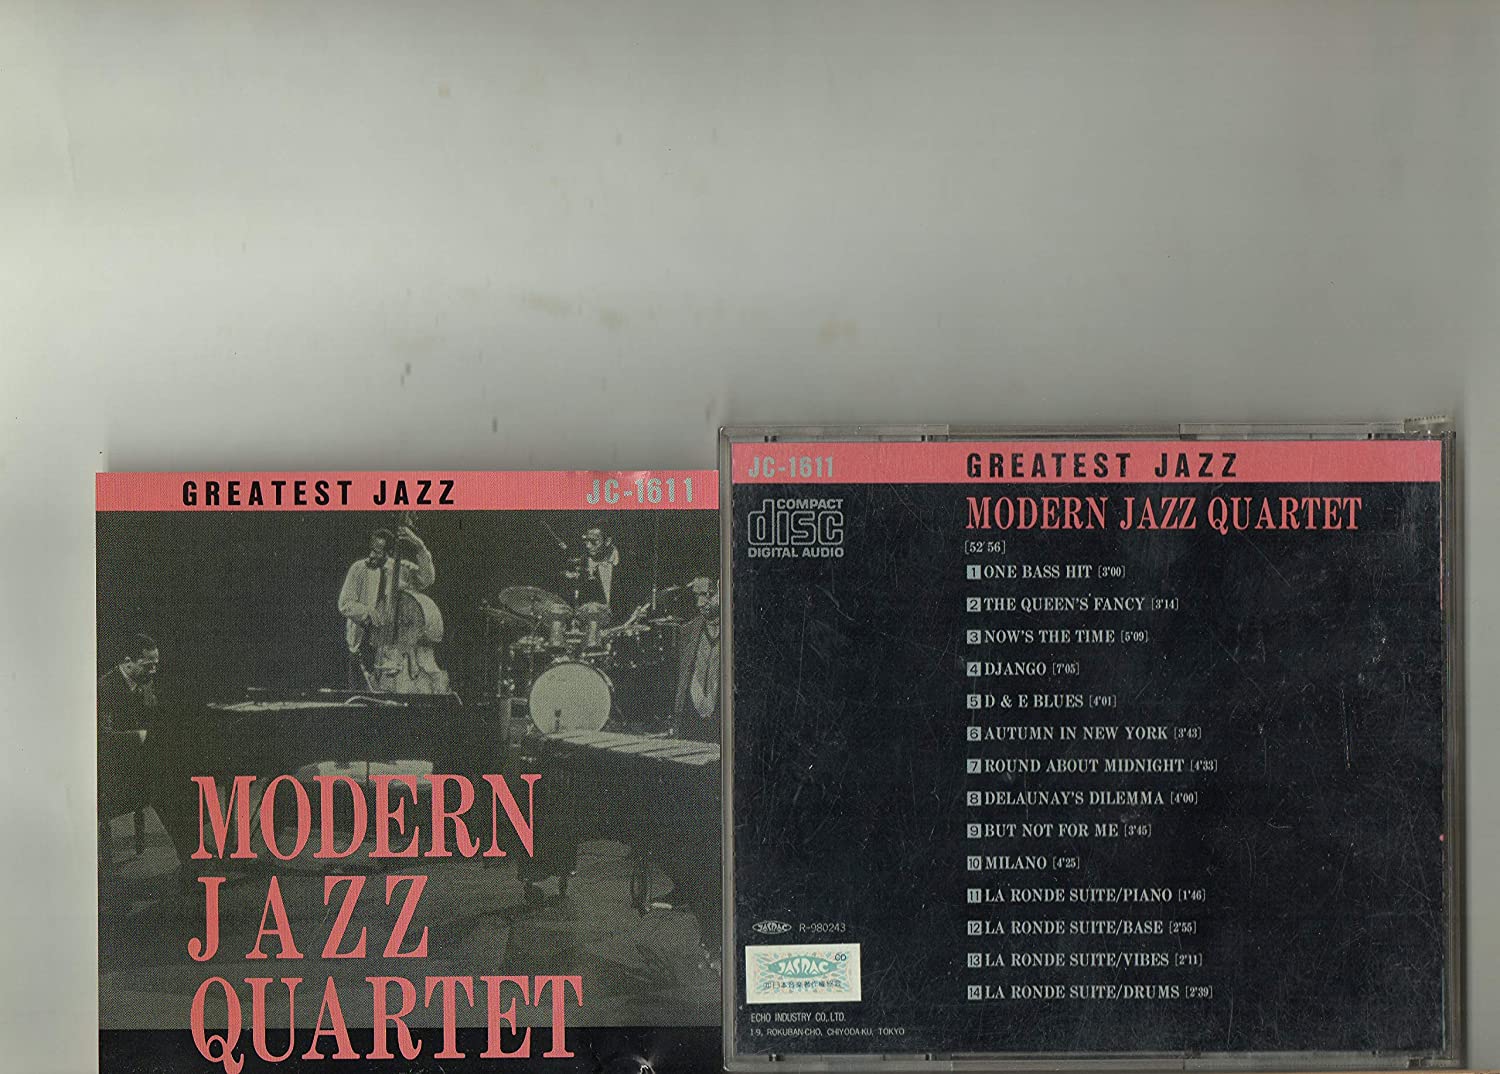 GREATEST JAZZ JC-1611
MODERN
JAZZ
QUARTET
JC-1611 GREATEST JAZZ
COMPACT
disc
DIGITAL AUDIO
MODERN JAZZ QUARTET
[52'56]
1 ONE BASS HIT [3'00]
2 THE QUEEN'S FANCY [3'14]
3 NOW'S THE TIME [5'09]
4 DJANGO [7'05]
5 D & E BLUES [4'01]
6 AUTUMN IN NEW YORK [3'43]
7 ROUND ABOUT MIDNIGHT [4'33]
8 DELAUNAY'S DILEMMA [4'00]
9 BUT NOT FOR ME [3'45]
10 MILANO [4'25]
11 LA RONDE SUITE/PIANO [1'46]
12 LA RONDE SUITE/BASE [2'55]
13 LA RONDE SUITE/VIBES [2'11]
14 LA RONDE SUITE/DRUMS [2'39]
JASRAC R-980243
JASRAC
ECHO INDUSTRY CO.,LTD.
1-9, ROKUBAN-CHO, CHIYODA-KU, TOKYO